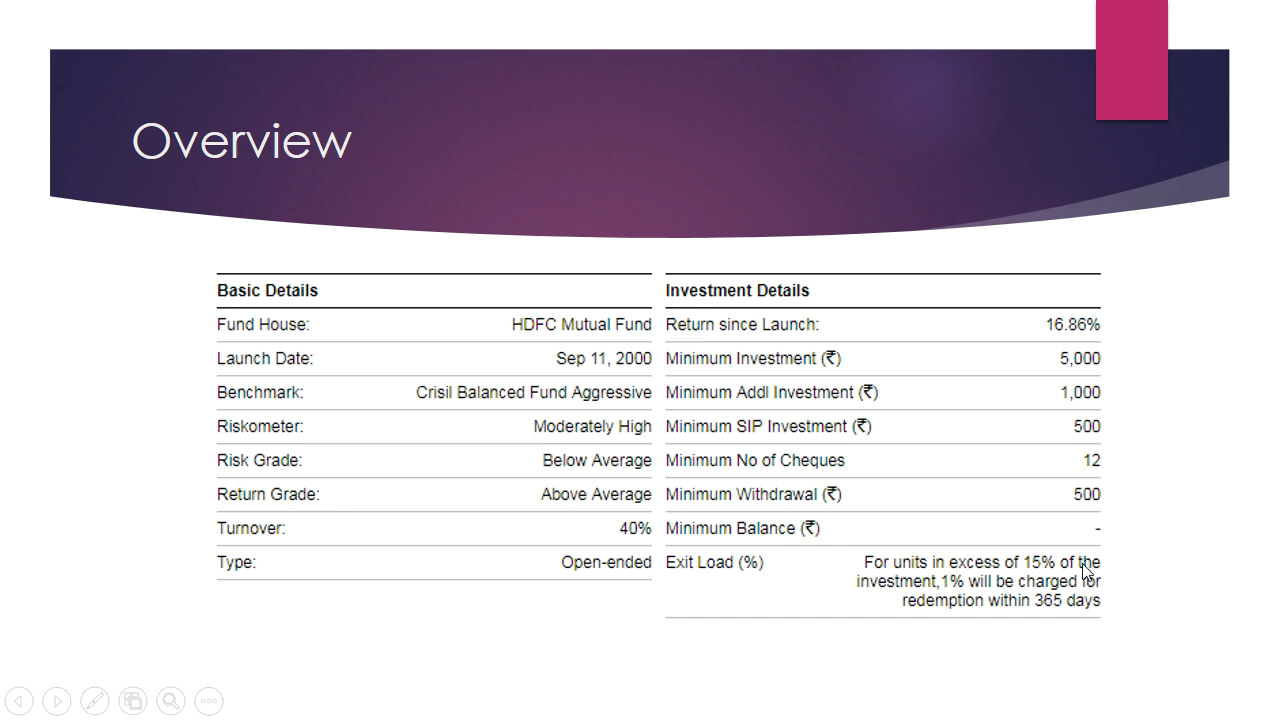 Overview
Basic Details
Fund House: HDFC Mutual Fund
Launch Date: Sep 11, 2000
Benchmark: Crisil Balanced Fund Aggressive
Riskometer: Moderately High
Risk Grade: Below Average
Return Grade: Above Average
Turnover: 40%
Type: Open-ended
Investment Details
Return since Launch: 16.86%
Minimum Investment (₹) 5,000
Minimum Addl Investment (₹) 1,000
Minimum SIP Investment (₹) 500
Minimum No of Cheques 12
Minimum Withdrawal (₹) 500
Minimum Balance (₹) -
Exit Load (%) For units in excess of 15% of the
investment,1% will be charged for
redemption within 365 days